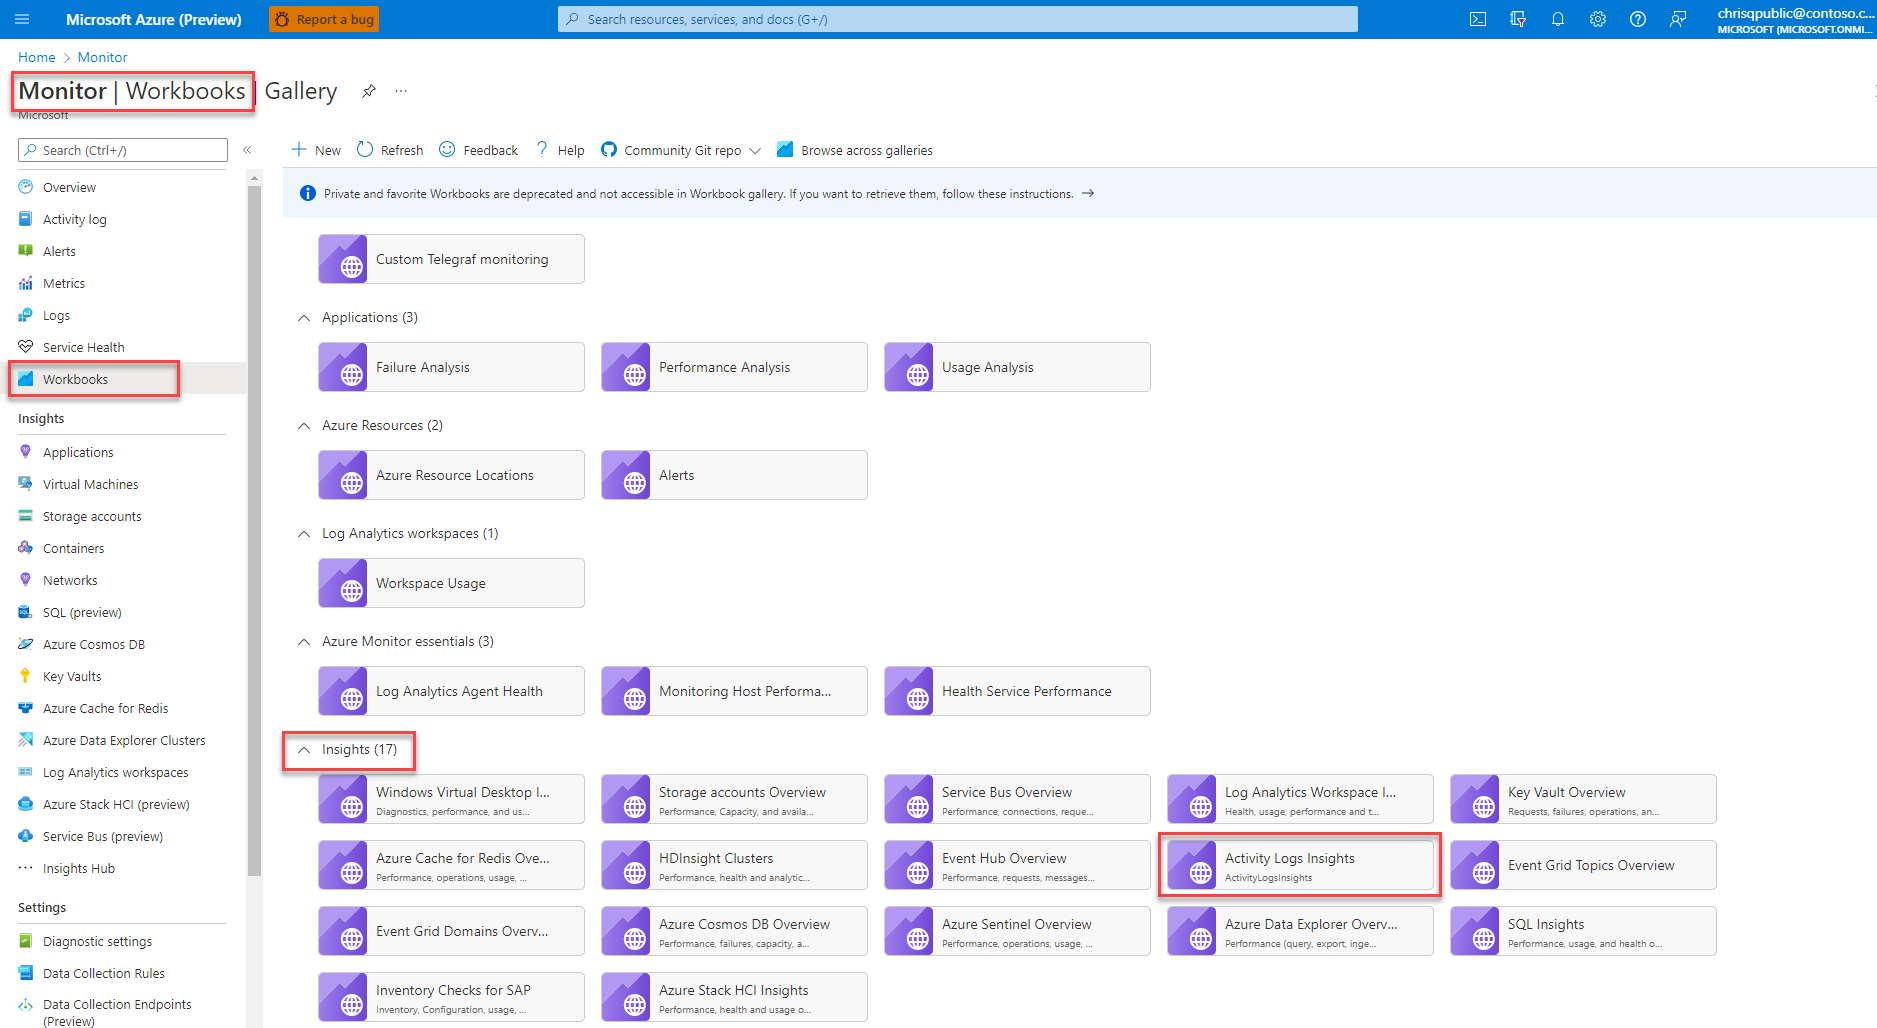 Microsoft Azure (Preview)
Report a bug
Search resources, services, and docs (G+/)
chrisqpublic@contoso.c...
MICROSOFT (MICROSOFT.ONMI...
Home > Monitor
Monitor | Workbooks | Gallery
...
Microsoft
Search (Ctrl+/)
«
New
Refresh
Feedback
? Help
Community Git repo
Browse across galleries
Overview
Activity log
Alerts
Metrics
Logs
Service Health
Workbooks
Insights
Applications
Virtual Machines
Storage accounts
Containers
Networks
SQL (preview)
Azure Cosmos DB
Key Vaults
Azure Cache for Redis
Azure Data Explorer Clusters
Log Analytics workspaces
Azure Stack HCI (preview)
Service Bus (preview)
Insights Hub
Settings
Diagnostic settings
Data Collection Rules
Data Collection Endpoints
(Preview)
Private and favorite Workbooks are deprecated and not accessible in Workbook gallery. If you want to retrieve them, follow these instructions. →
Custom Telegraf monitoring
Applications (3)
Failure Analysis
Performance Analysis
Usage Analysis
Azure Resources (2)
Azure Resource Locations
Alerts
Log Analytics workspaces (1)
Workspace Usage
Azure Monitor essentials (3)
Log Analytics Agent Health
Monitoring Host Performa...
Health Service Performance
Insights (17)
Windows Virtual Desktop I...
Diagnostics, performance, and us...
Storage accounts Overview
Performance, Capacity, and availa...
Service Bus Overview
Performance, connections, reque...
Log Analytics Workspace I...
Health, usage, performance and t...
Key Vault Overview
Requests, failures, operations, an...
Azure Cache for Redis Ove...
Performance, operations, usage, ...
HDInsight Clusters
Performance, health and analytic...
Event Hub Overview
Performance, requests, messages...
Activity Logs Insights
ActivityLogsInsights
Event Grid Topics Overview
Event Grid Domains Overv...
Azure Cosmos DB Overview
Performance, failures, capacity, a...
Azure Sentinel Overview
Performance, operations, usage, ...
Azure Data Explorer Overv...
Performance (query, export, inge...
SQL Insights
Performance, usage, and health o...
Inventory Checks for SAP
Inventory, Configuration, usage, ...
Azure Stack HCI Insights
Performance, health and usage o...